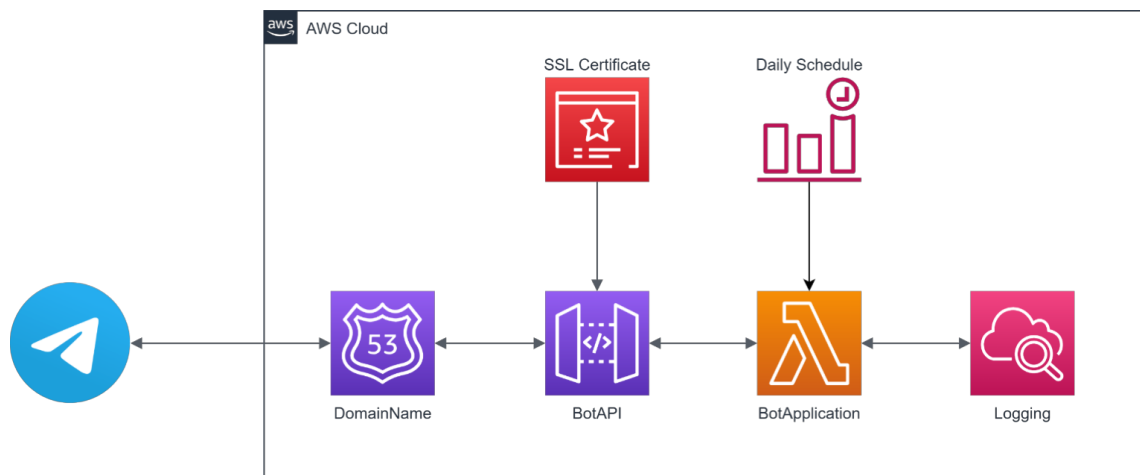 aws
AWS Cloud
SSL Certificate
Daily Schedule
53
</>
DomainName
BotAPI
BotApplication
Logging